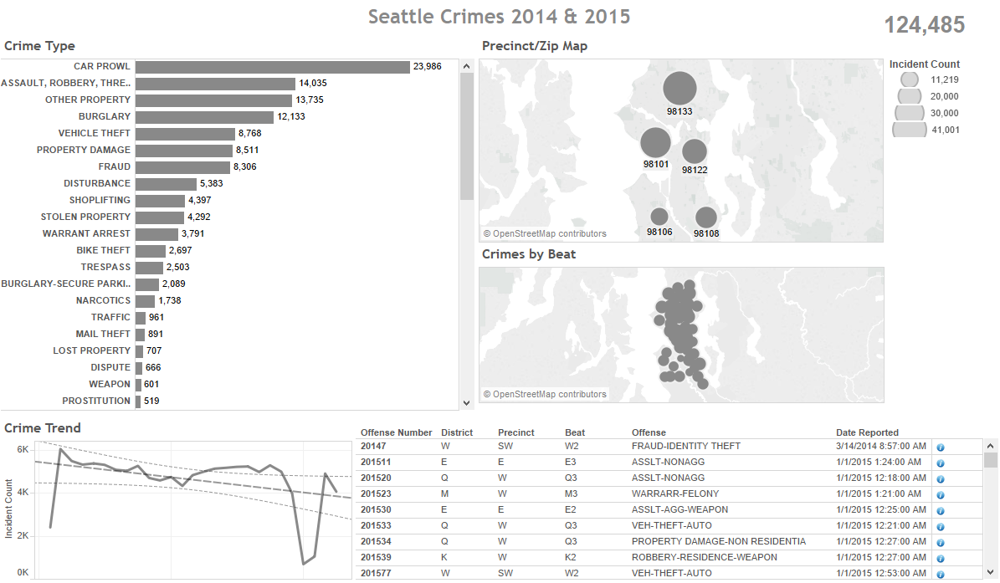 Seattle Crimes 2014 & 2015
124,485
Crime Type
CAR PROWL 23,986
ASSAULT, ROBBERY, THRE.. 14,035
OTHER PROPERTY 13,735
BURGLARY 12,133
VEHICLE THEFT 8,768
PROPERTY DAMAGE 8,511
FRAUD 8,306
DISTURBANCE 5,383
SHOPLIFTING 4,397
STOLEN PROPERTY 4,292
WARRANT ARREST 3,791
BIKE THEFT 2,697
TRESPASS 2,503
BURGLARY-SECURE PARKI.. 2,089
NARCOTICS 1,738
TRAFFIC 961
MAIL THEFT 891
LOST PROPERTY 707
DISPUTE 666
WEAPON 601
PROSTITUTION 519
Precinct/Zip Map
98133
98101
98122
98106
98108
© OpenStreetMap contributors
Incident Count
11,219
20,000
30,000
41,001
Crimes by Beat
© OpenStreetMap contributors
Crime Trend
Incident Count
6K
4K
2K
0K
Offense Number District Precinct Beat Offense Date Reported
20147 W SW W2 FRAUD-IDENTITY THEFT 3/14/2014 8:57:00 AM
201511 E E E3 ASSLT-NONAGG 1/1/2015 1:24:00 AM
201520 Q W Q3 ASSLT-NONAGG 1/1/2015 12:18:00 AM
201523 M W M3 WARRARR-FELONY 1/1/2015 1:21:00 AM
201530 E E E2 ASSLT-AGG-WEAPON 1/1/2015 12:25:00 AM
201533 Q W Q3 VEH-THEFT-AUTO 1/1/2015 12:21:00 AM
201534 Q W Q3 PROPERTY DAMAGE-NON RESIDENTIA 1/1/2015 12:27:00 AM
201539 K W K2 ROBBERY-RESIDENCE-WEAPON 1/1/2015 12:27:00 AM
201577 W SW W2 VEH-THEFT-AUTO 1/1/2015 12:53:00 AM